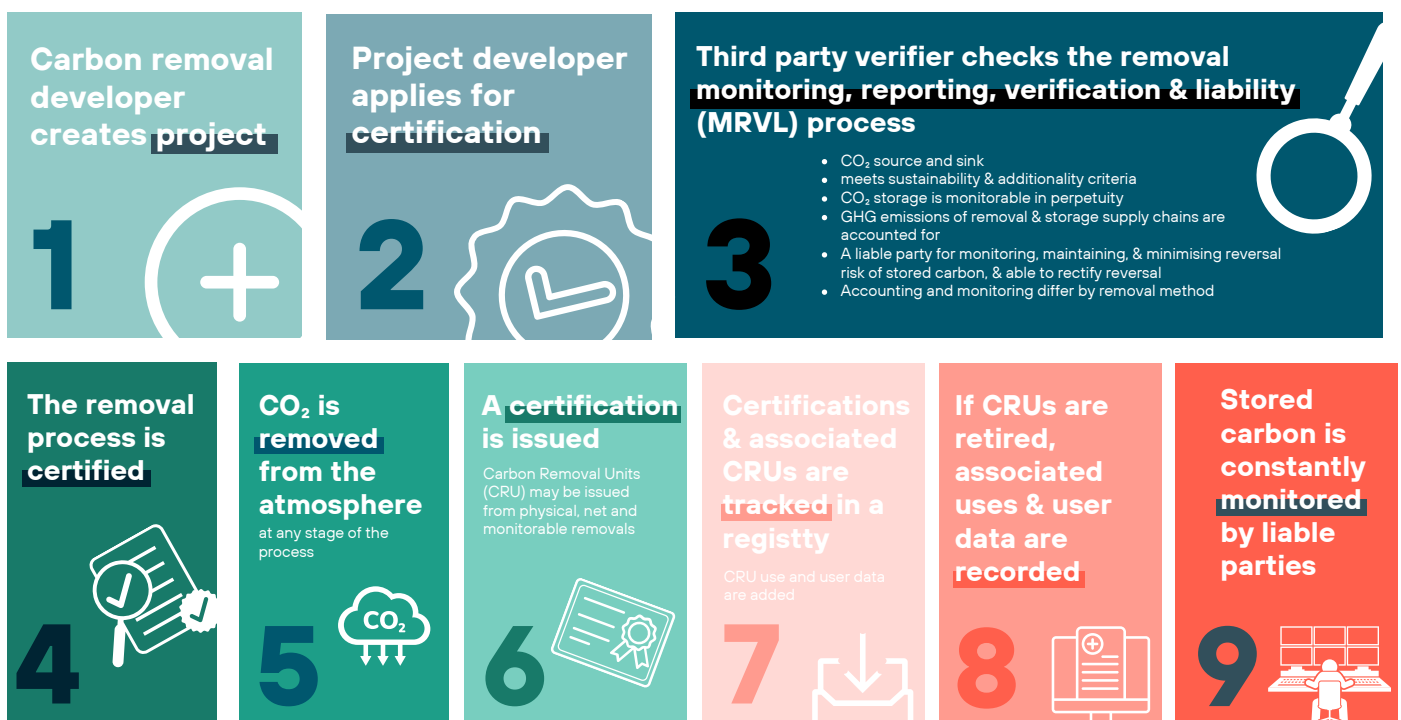 Carbon removal
developer
creates project
1
Project developer
applies for
certification
2
Third party verifier checks the removal
monitoring, reporting, verification & liability
(MRVL) process
• CO₂ source and sink
• meets sustainability & additionality criteria
• CO₂ storage is monitorable in perpetuity
• GHG emissions of removal & storage supply chains are
accounted for
• A liable party for monitoring, maintaining, & minimising reversal
risk of stored carbon, & able to rectify reversal
• Accounting and monitoring differ by removal method
3
The removal
process is
certified
4
CO₂ is
removed
from the
atmosphere
at any stage of the
process
CO₂
5
A certification
is issued
Carbon Removal Units
(CRU) may be issued
from physical, net and
monitorable removals
6
Certifications
& associated
CRUs are
tracked in a
registty
CRU use and user data
are added
7
If CRUs are
retired,
associated
uses & user
data are
recorded
8
Stored
carbon is
constantly
monitored
by liable
parties
9